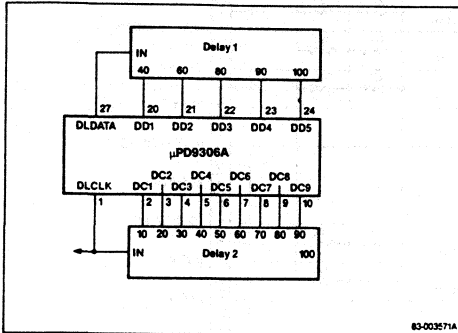 Delay 1
IN
40 60 80 90 100
27 20 21 22 23 24
DLDATA DD1 DD2 DD3 DD4 DD5
µPD9306A
DC2 DC4 DC6 DC8
DLCLK DC1 DC3 DC5 DC7 DC9
1 2 3 4 5 6 7 8 9 10
10 20 30 40 50 60 70 80 90
IN Delay 2 100
83-003571A